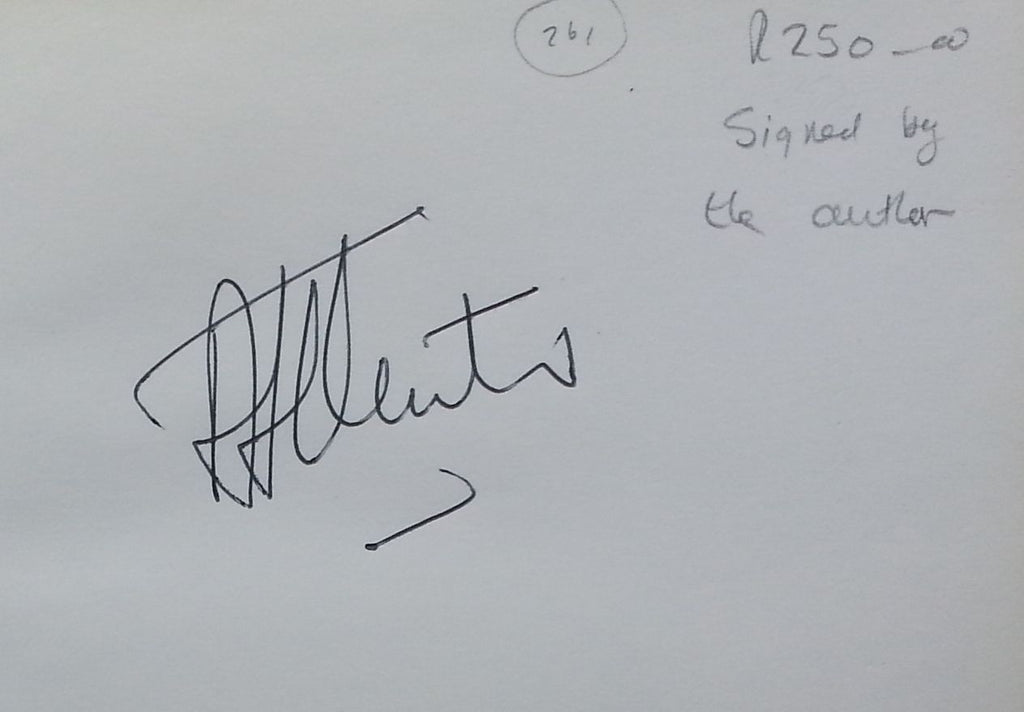 261
R250-00
Signed by
the author